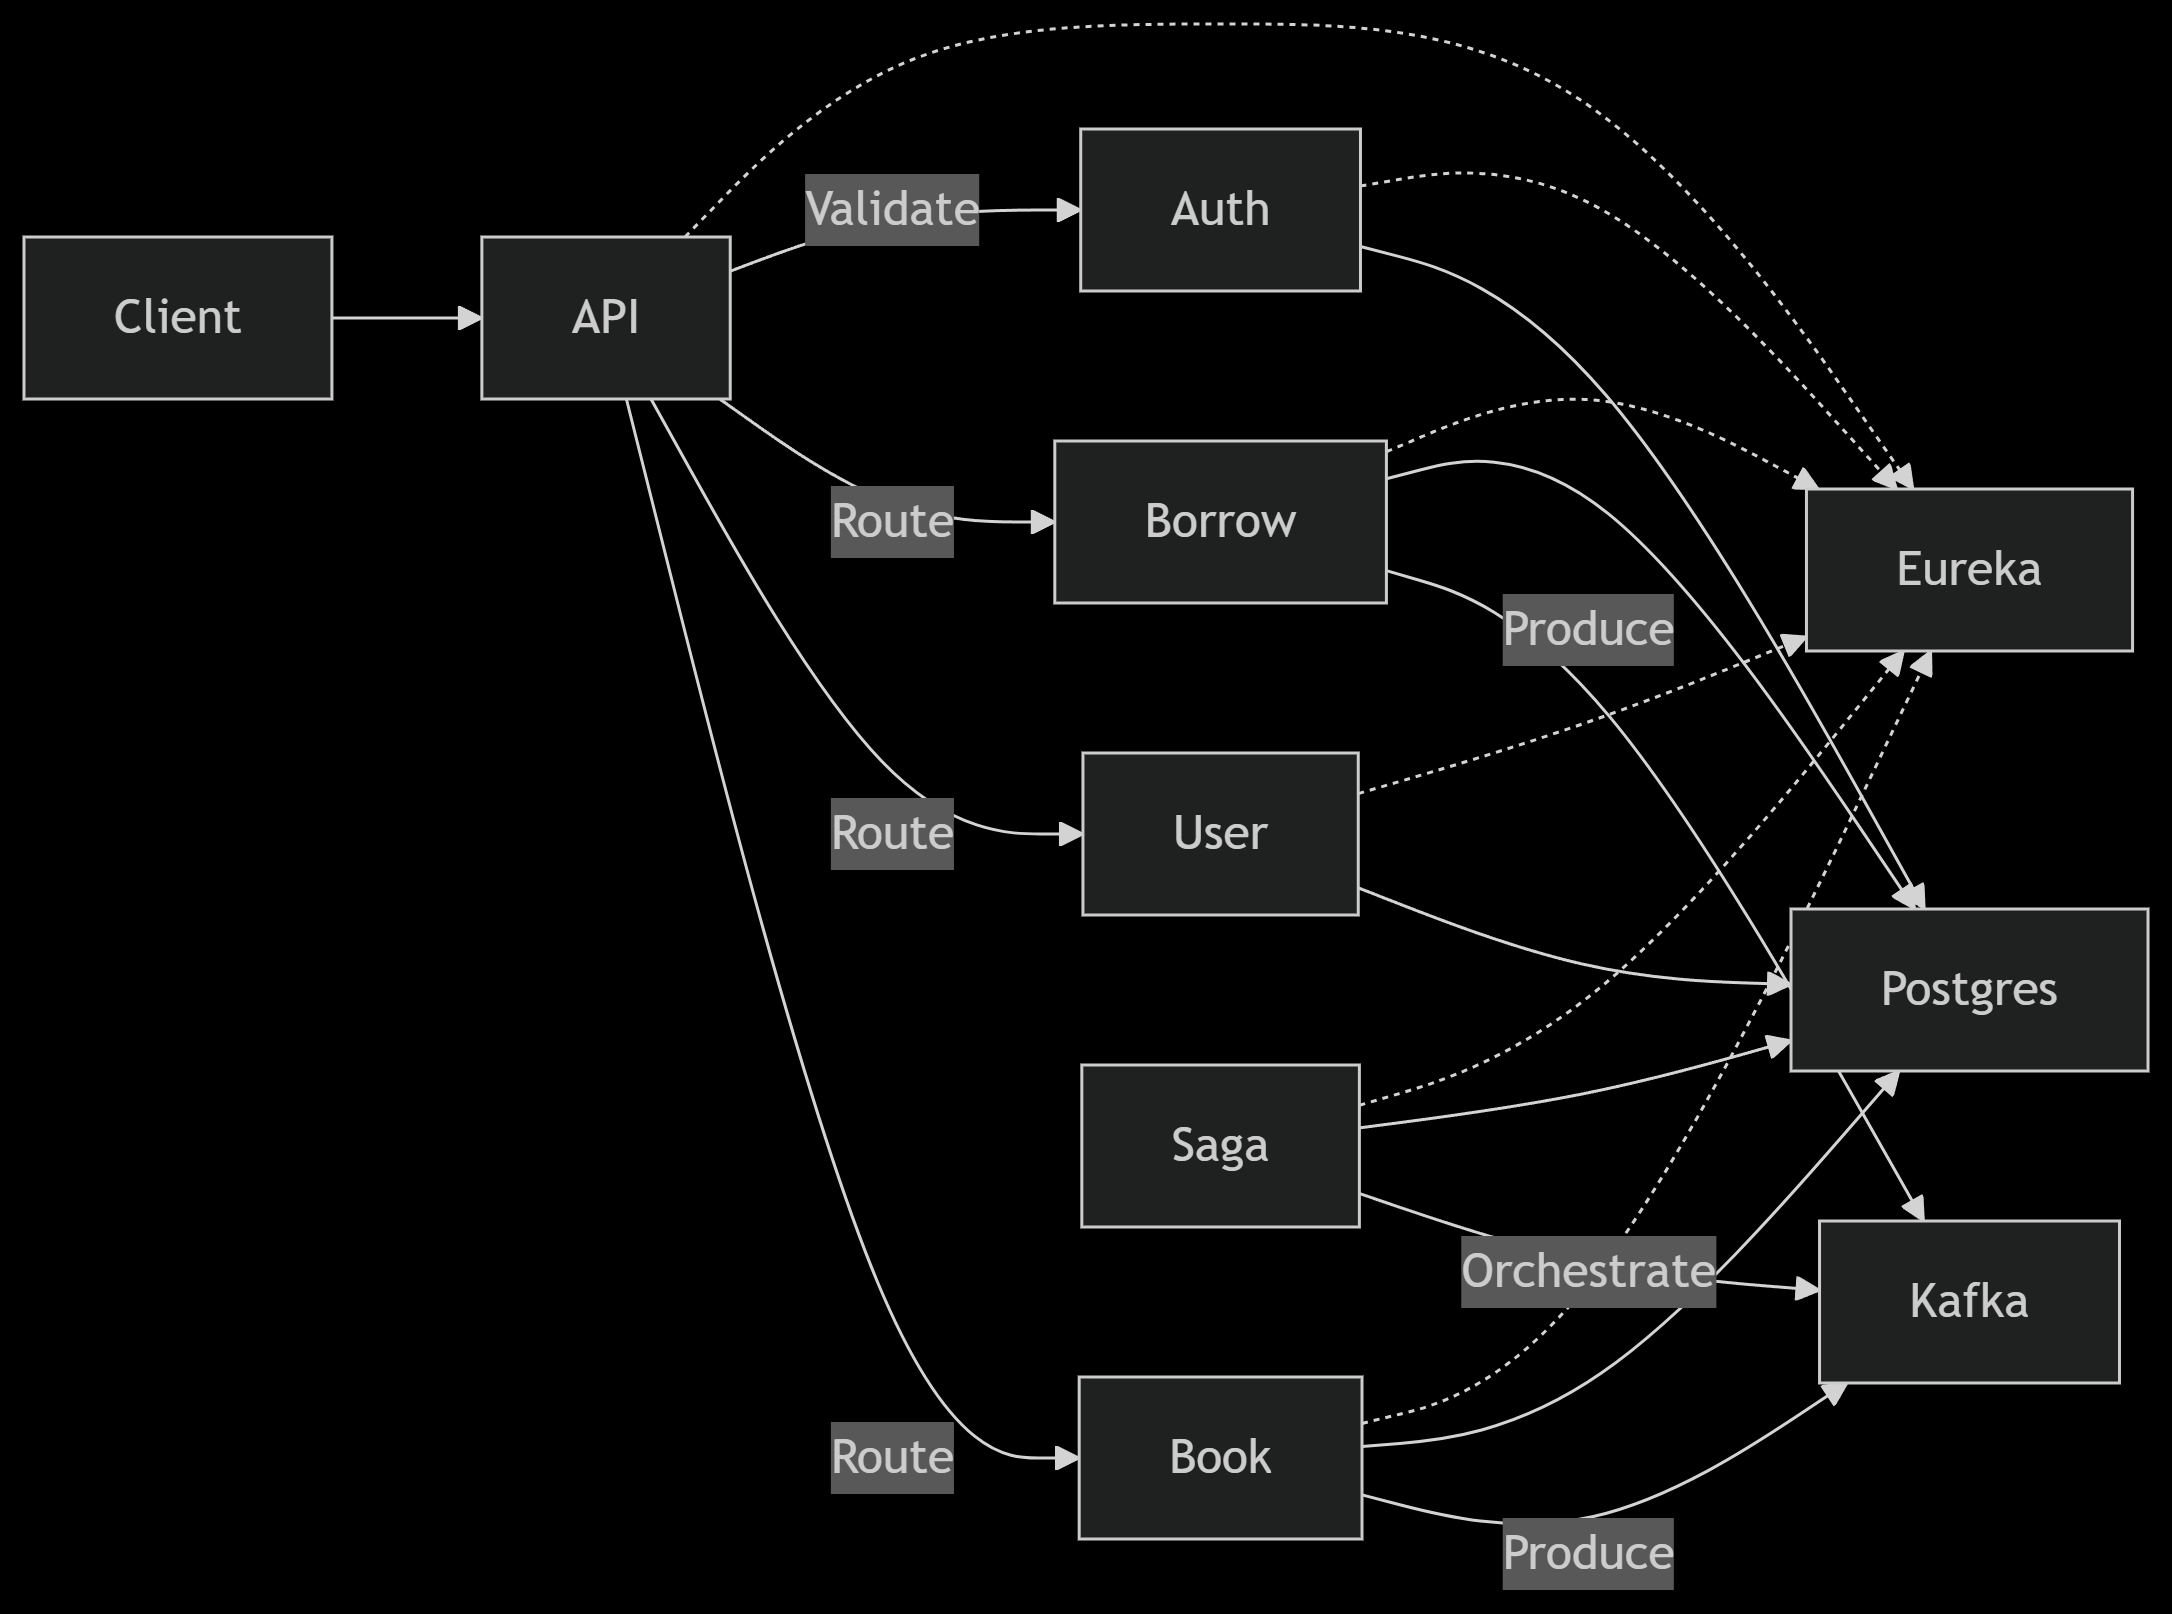 Client
API
Validate
Auth
Route
Borrow
Produce
Eureka
Route
User
Postgres
Saga
Orchestrate
Kafka
Route
Book
Produce